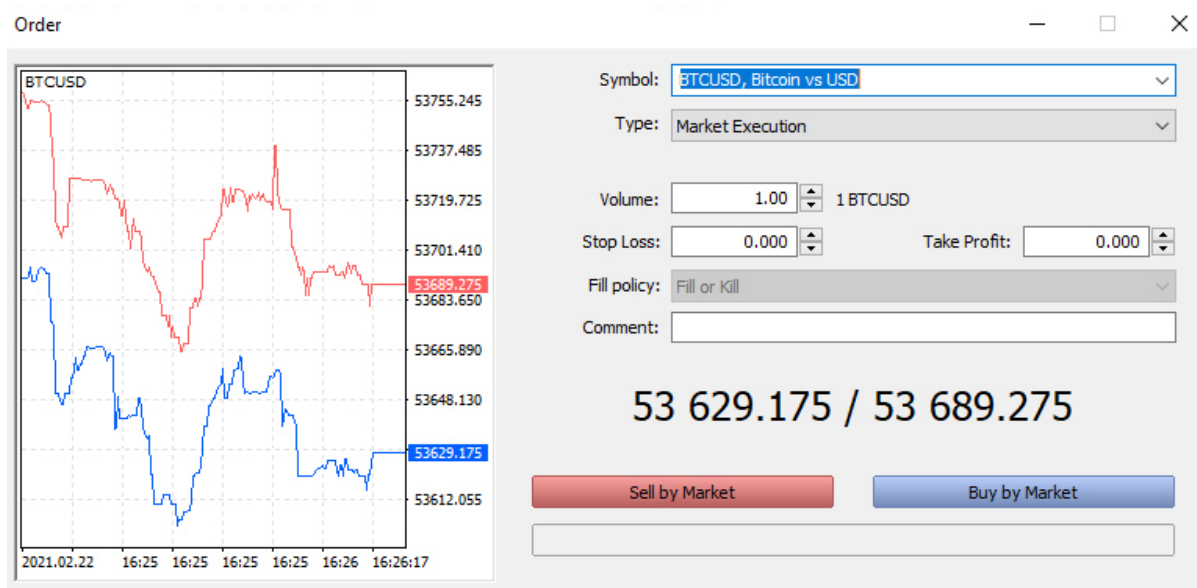 Order
BTCUSD
53755.245
53737.485
53719.725
53701.410
53689.275
53683.650
53665.890
53648.130
53629.175
53612.055
2021.02.22 16:25 16:25 16:25 16:25 16:26 16:26:17
Symbol: BTCUSD, Bitcoin vs USD
Type: Market Execution
Volume: 1.00 1 BTCUSD
Stop Loss: 0.000 Take Profit: 0.000
Fill policy: Fill or Kill
Comment:
53 629.175 / 53 689.275
Sell by Market Buy by Market